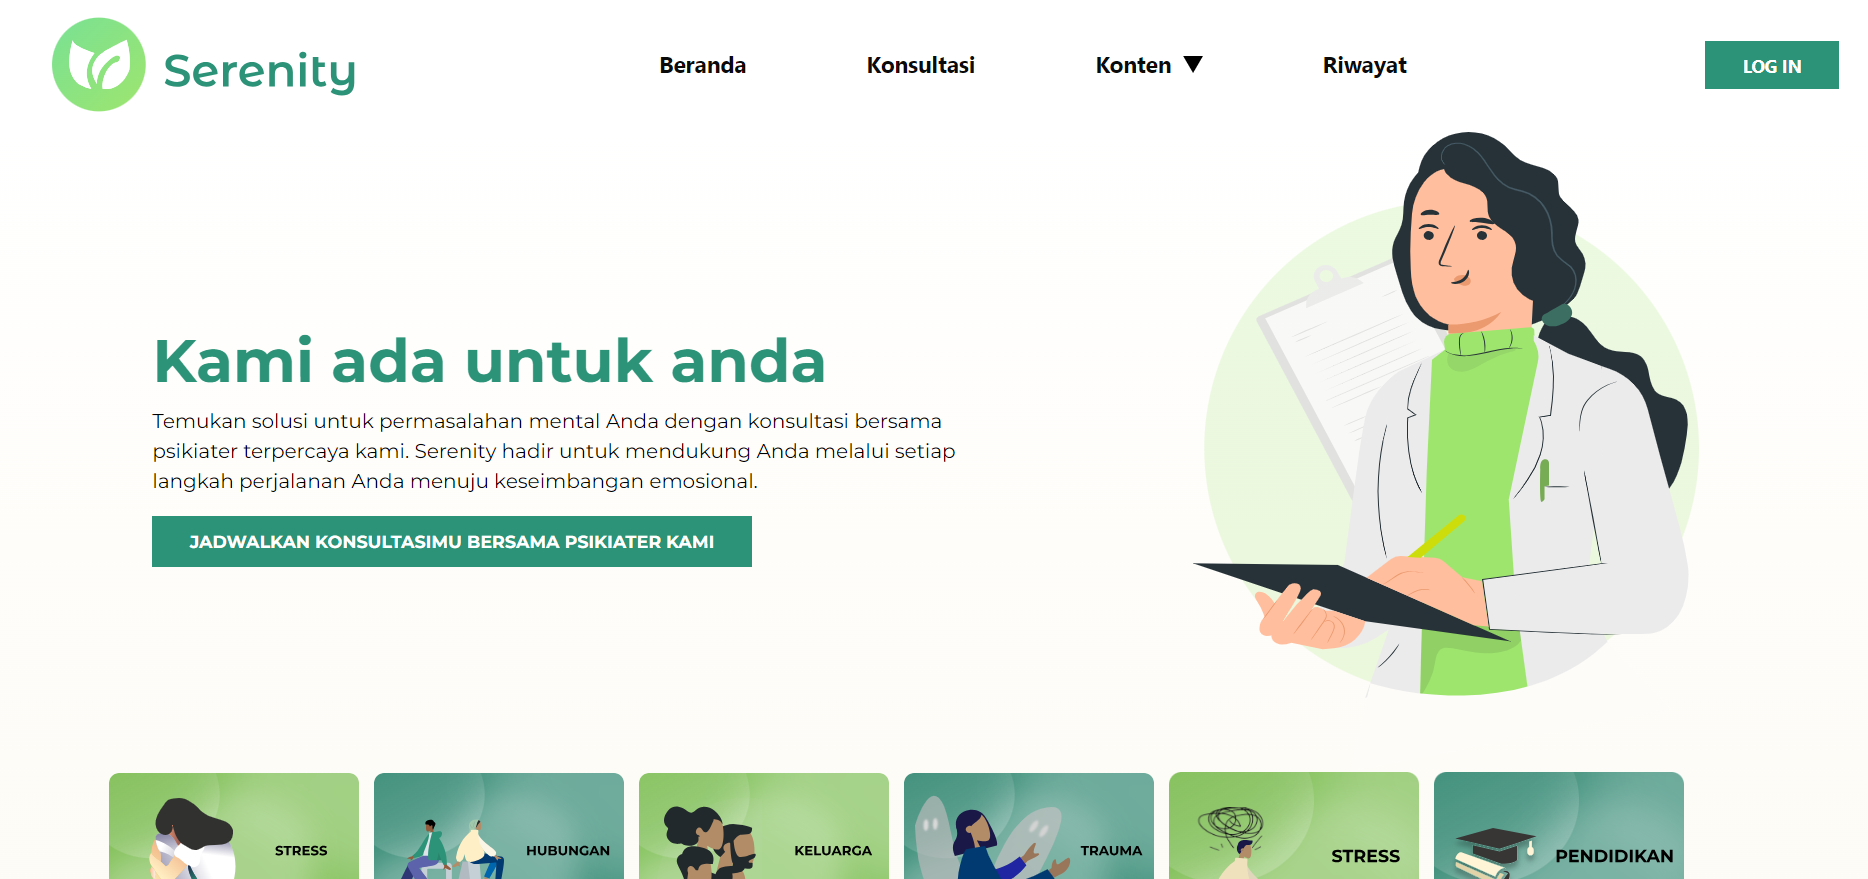 Serenity
Beranda
Konsultasi
Konten
Riwayat
LOG IN
Kami ada untuk anda
Temukan solusi untuk permasalahan mental Anda dengan konsultasi bersama
psikiater terpercaya kami. Serenity hadir untuk mendukung Anda melalui setiap
langkah perjalanan Anda menuju keseimbangan emosional.
JADWALKAN KONSULTASIMU BERSAMA PSIKIATER KAMI
STRESS
HUBUNGAN
KELUARGA
TRAUMA
STRESS
PENDIDIKAN